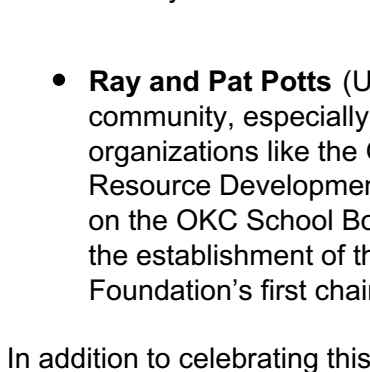 • Ray and Pat Potts (U
community, especially
organizations like the
Resource Developmen
on the OKC School Bo
the establishment of th
Foundation's first chair
In addition to celebrating this